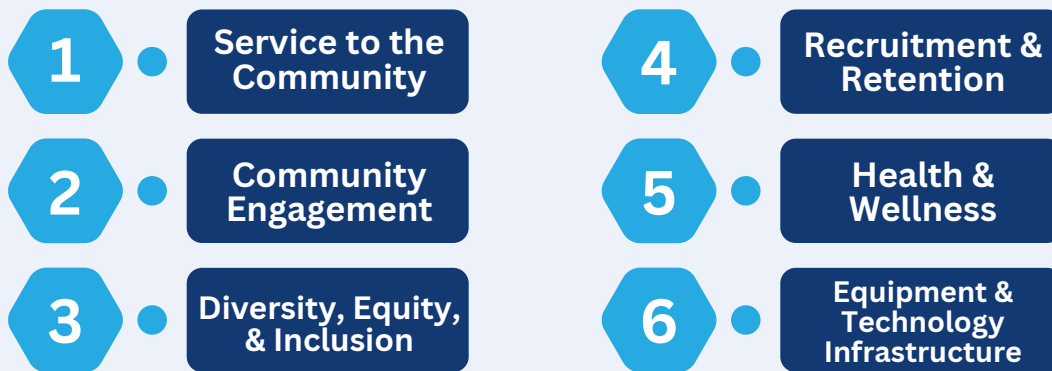 1
Service to the
Community
2
Community
Engagement
3
Diversity, Equity,
& Inclusion
4
Recruitment &
Retention
5
Health &
Wellness
6
Equipment &
Technology
Infrastructure